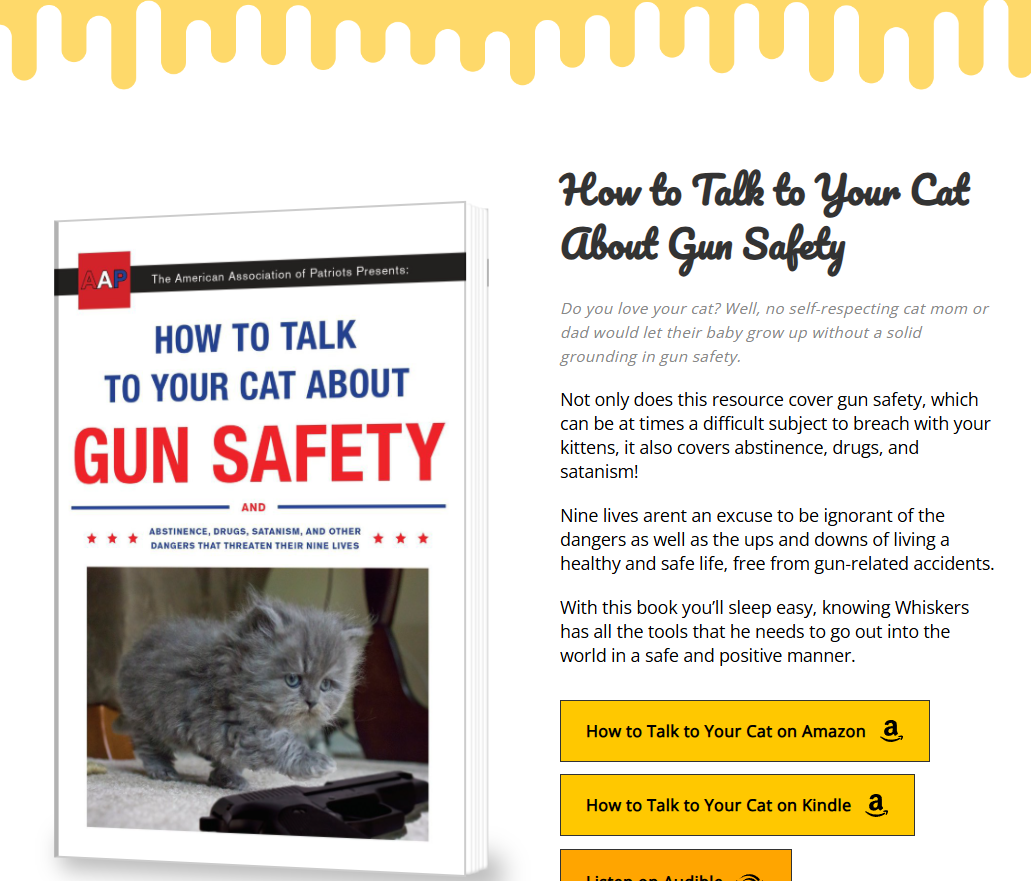 AAP The American Association of Patriots Presents:
HOW TO TALK
TO YOUR CAT ABOUT
GUN SAFETY
AND
ABSTINENCE, DRUGS, SATANISM, AND OTHER
DANGERS THAT THREATEN THEIR NINE LIVES
How to Talk to Your Cat
About Gun Safety
Do you love your cat? Well, no self-respecting cat mom or
dad would let their baby grow up without a solid
grounding in gun safety.
Not only does this resource cover gun safety, which
can be at times a difficult subject to breach with your
kittens, it also covers abstinence, drugs, and
satanism!
Nine lives arent an excuse to be ignorant of the
dangers as well as the ups and downs of living a
healthy and safe life, free from gun-related accidents.
With this book you’ll sleep easy, knowing Whiskers
has all the tools that he needs to go out into the
world in a safe and positive manner.
How to Talk to Your Cat on Amazon
How to Talk to Your Cat on Kindle
Listen on Audible